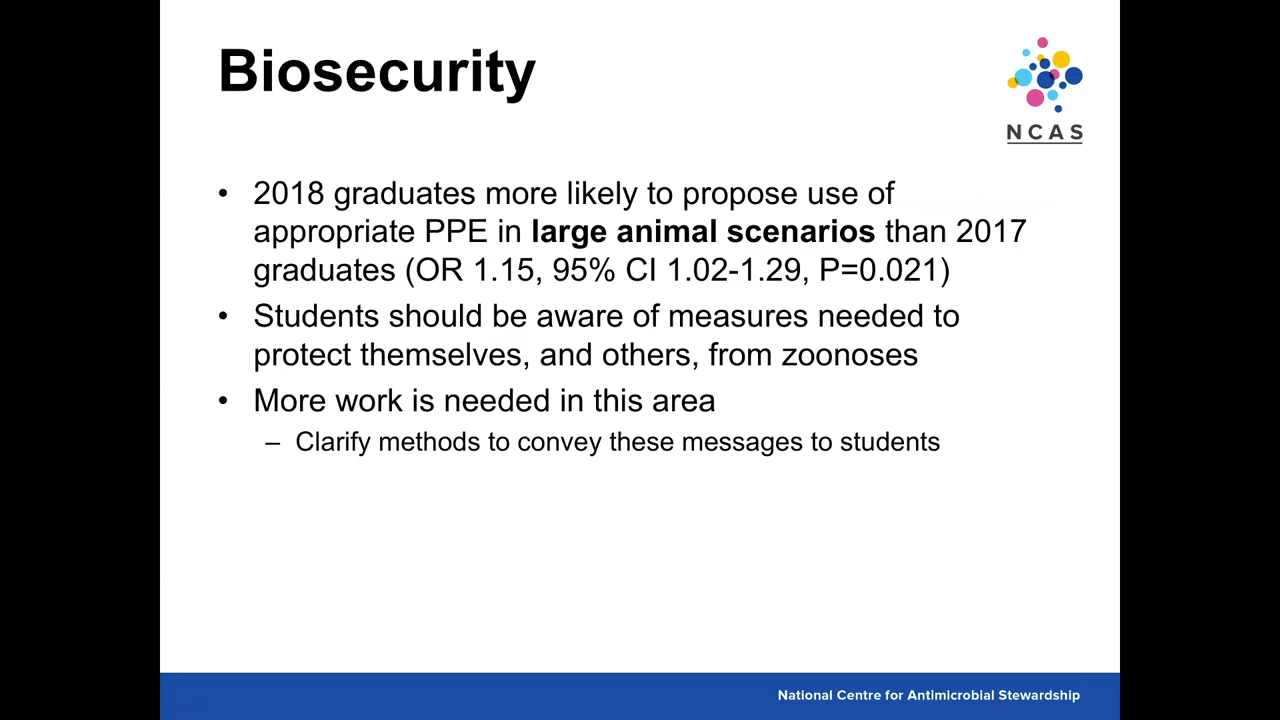 Biosecurity
NCAS
• 2018 graduates more likely to propose use of
appropriate PPE in large animal scenarios than 2017
graduates (OR 1.15, 95% CI 1.02-1.29, P=0.021)
• Students should be aware of measures needed to
protect themselves, and others, from zoonoses
• More work is needed in this area
– Clarify methods to convey these messages to students
National Centre for Antimicrobial Stewardship